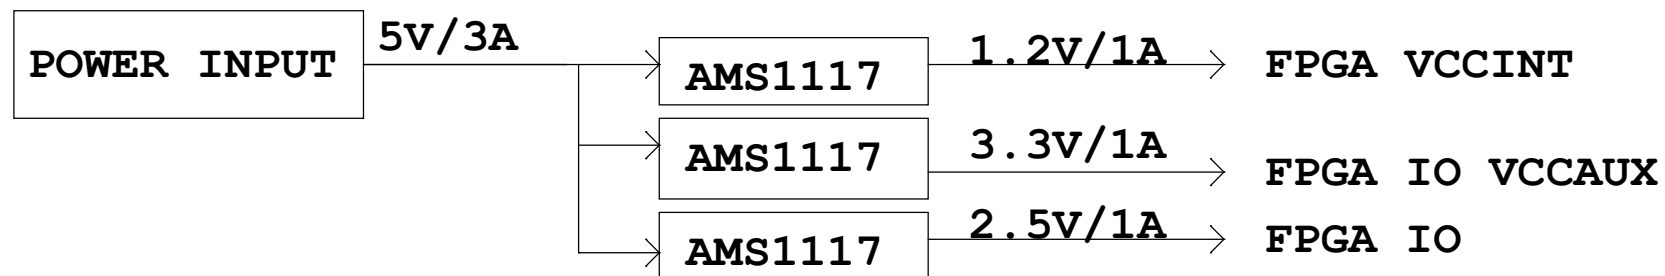 POWER INPUT
5V/3A
AMS1117
1.2V/1A
FPGA VCCINT
AMS1117
3.3V/1A
FPGA IO VCCAUX
AMS1117
2.5V/1A
FPGA IO